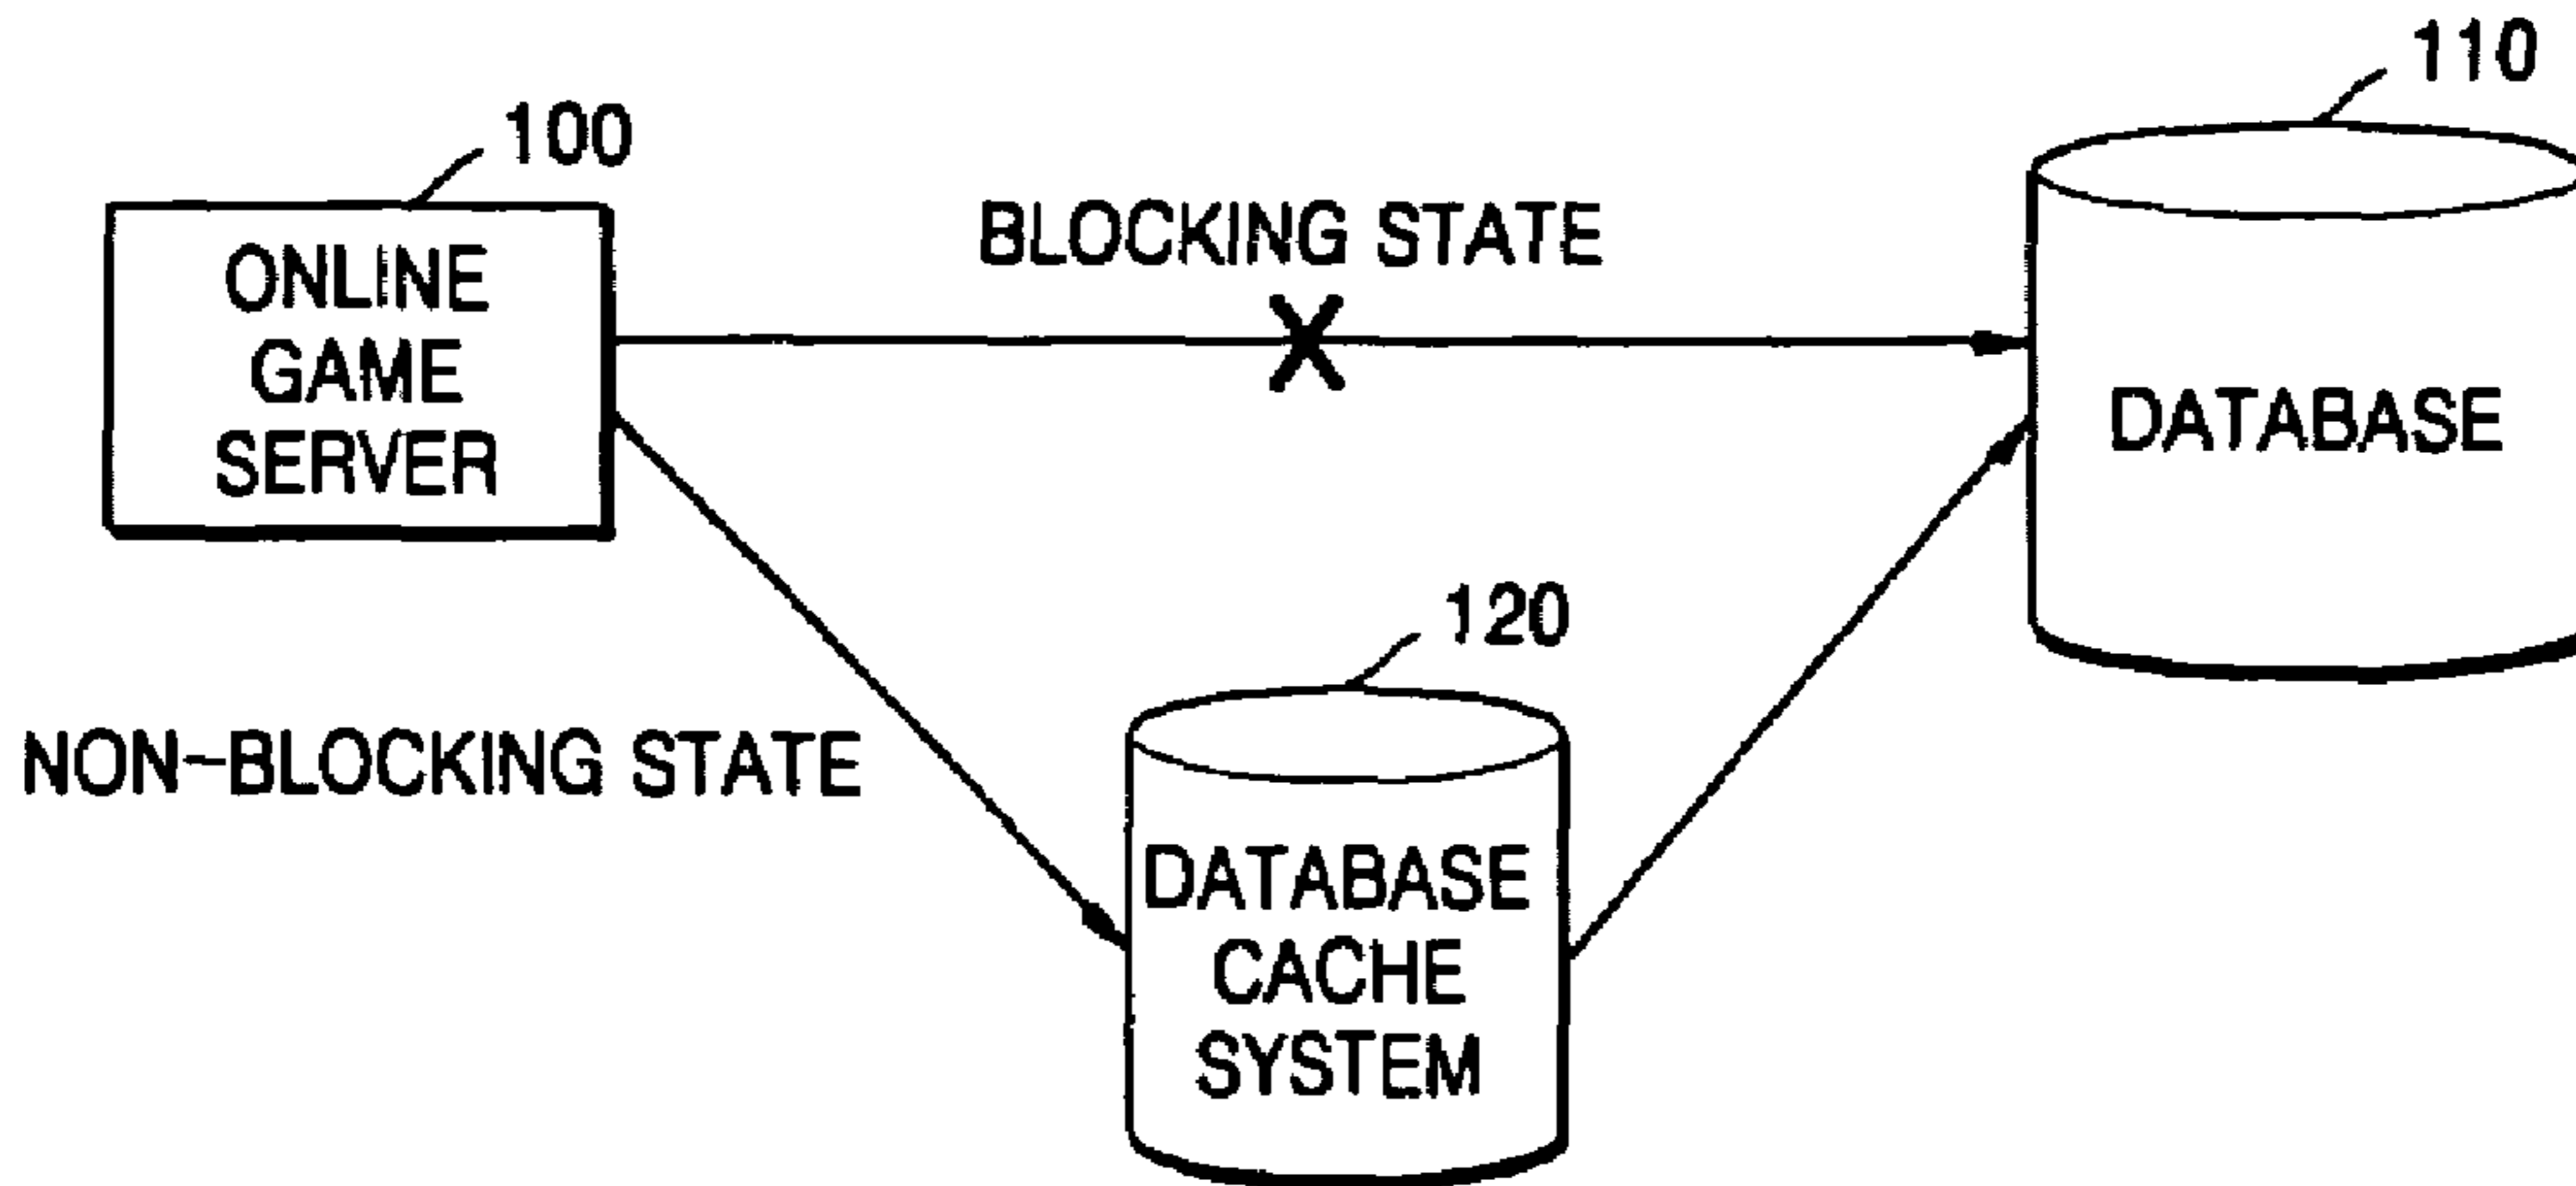 110
100
BLOCKING STATE
ONLINE
GAME
SERVER
DATABASE
120
NON-BLOCKING STATE
DATABASE
CACHE
SYSTEM